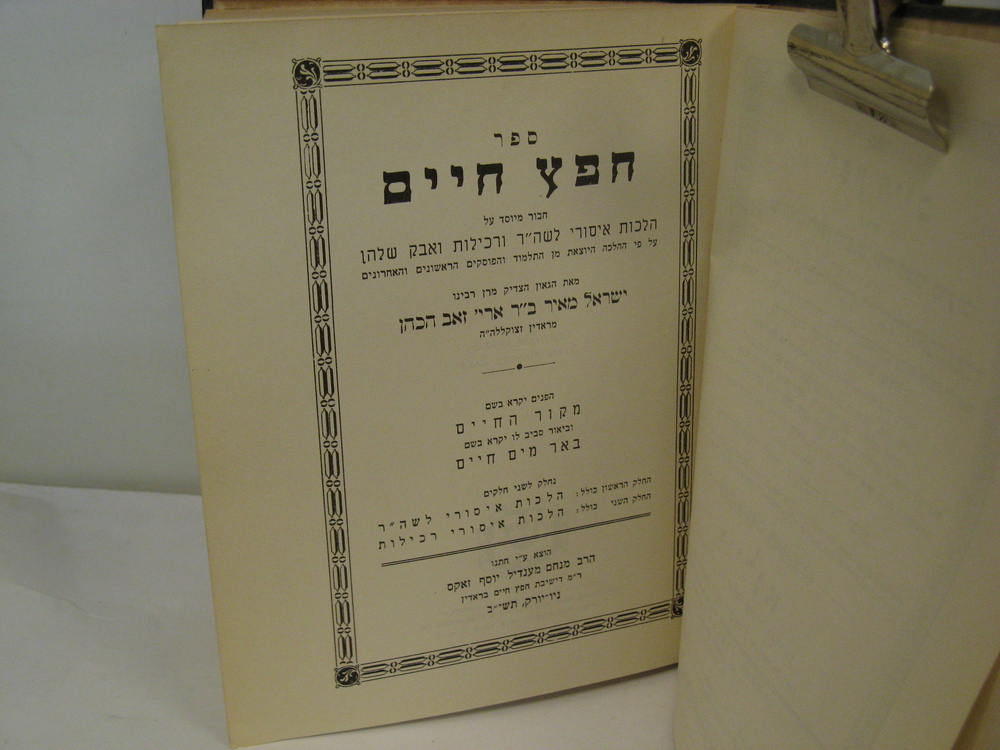 ספר
חפץ חיים
חבור מיוסד על
הלכות איסורי לשה״ר ורכילות ואבק שלהן
על פי ההלכה היוצאת מן התלמוד והפוסקים הראשונים והאחרונים
מאת הגאון הצדיק מרן רבינו
ישראל מאיר ב״ר ארי׳ זאב הכהן
מראדין זצוקללה״ה
הפנים יקרא בשם
מקור החיים
וביאור סביב לו יקרא בשם
באר מים חיים
נחלק לשני חלקים
החלק הראשון כולל: הלכות איסורי לשה״ר
החלק השני כולל: הלכות איסורי רכילות
הוצא ע״י חתנו
הרב מנחם מענדיל יוסף זאקס
ר״מ דישיבת חפץ חיים בראדין
ניו־יורק, תשי״ב